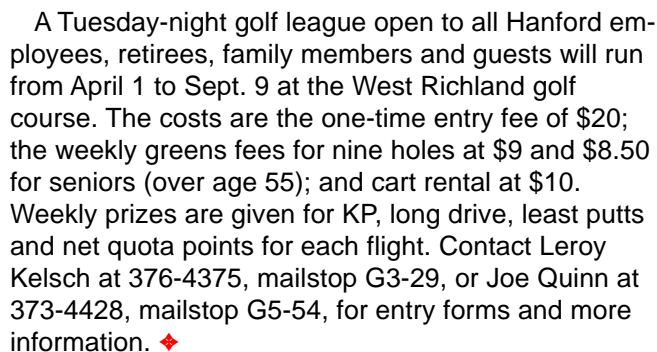 A Tuesday-night golf league open to all Hanford em-
ployees, retirees, family members and guests will run
from April 1 to Sept. 9 at the West Richland golf
course. The costs are the one-time entry fee of $20;
the weekly greens fees for nine holes at $9 and $8.50
for seniors (over age 55); and cart rental at $10.
Weekly prizes are given for KP, long drive, least putts
and net quota points for each flight. Contact Leroy
Kelsch at 376-4375, mailstop G3-29, or Joe Quinn at
373-4428, mailstop G5-54, for entry forms and more
information. ❖